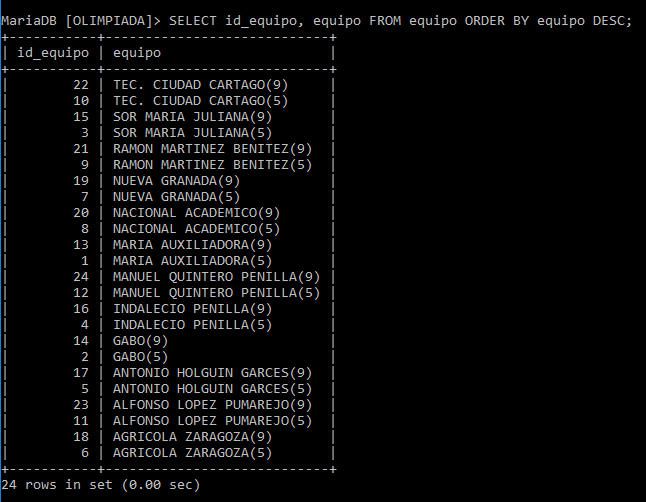 MariaDB [OLIMPIADA]> SELECT id_equipo, equipo FROM equipo ORDER BY equipo DESC;
+-----------+----------------------------+
| id_equipo | equipo                     |
+-----------+----------------------------+
|        22 | TEC. CIUDAD CARTAGO(9)     |
|        10 | TEC. CIUDAD CARTAGO(5)     |
|        15 | SOR MARIA JULIANA(9)       |
|         3 | SOR MARIA JULIANA(5)       |
|        21 | RAMON MARTINEZ BENITEZ(9)  |
|         9 | RAMON MARTINEZ BENITEZ(5)  |
|        19 | NUEVA GRANADA(9)           |
|         7 | NUEVA GRANADA(5)           |
|        20 | NACIONAL ACADEMICO(9)      |
|         8 | NACIONAL ACADEMICO(5)      |
|        13 | MARIA AUXILIADORA(9)       |
|         1 | MARIA AUXILIADORA(5)       |
|        24 | MANUEL QUINTERO PENILLA(9) |
|        12 | MANUEL QUINTERO PENILLA(5) |
|        16 | INDALECIO PENILLA(9)       |
|         4 | INDALECIO PENILLA(5)       |
|        14 | GABO(9)                    |
|         2 | GABO(5)                    |
|        17 | ANTONIO HOLGUIN GARCES(9)  |
|         5 | ANTONIO HOLGUIN GARCES(5)  |
|        23 | ALFONSO LOPEZ PUMAREJO(9)  |
|        11 | ALFONSO LOPEZ PUMAREJO(5)  |
|        18 | AGRICOLA ZARAGOZA(9)       |
|         6 | AGRICOLA ZARAGOZA(5)       |
+-----------+----------------------------+
24 rows in set (0.00 sec)